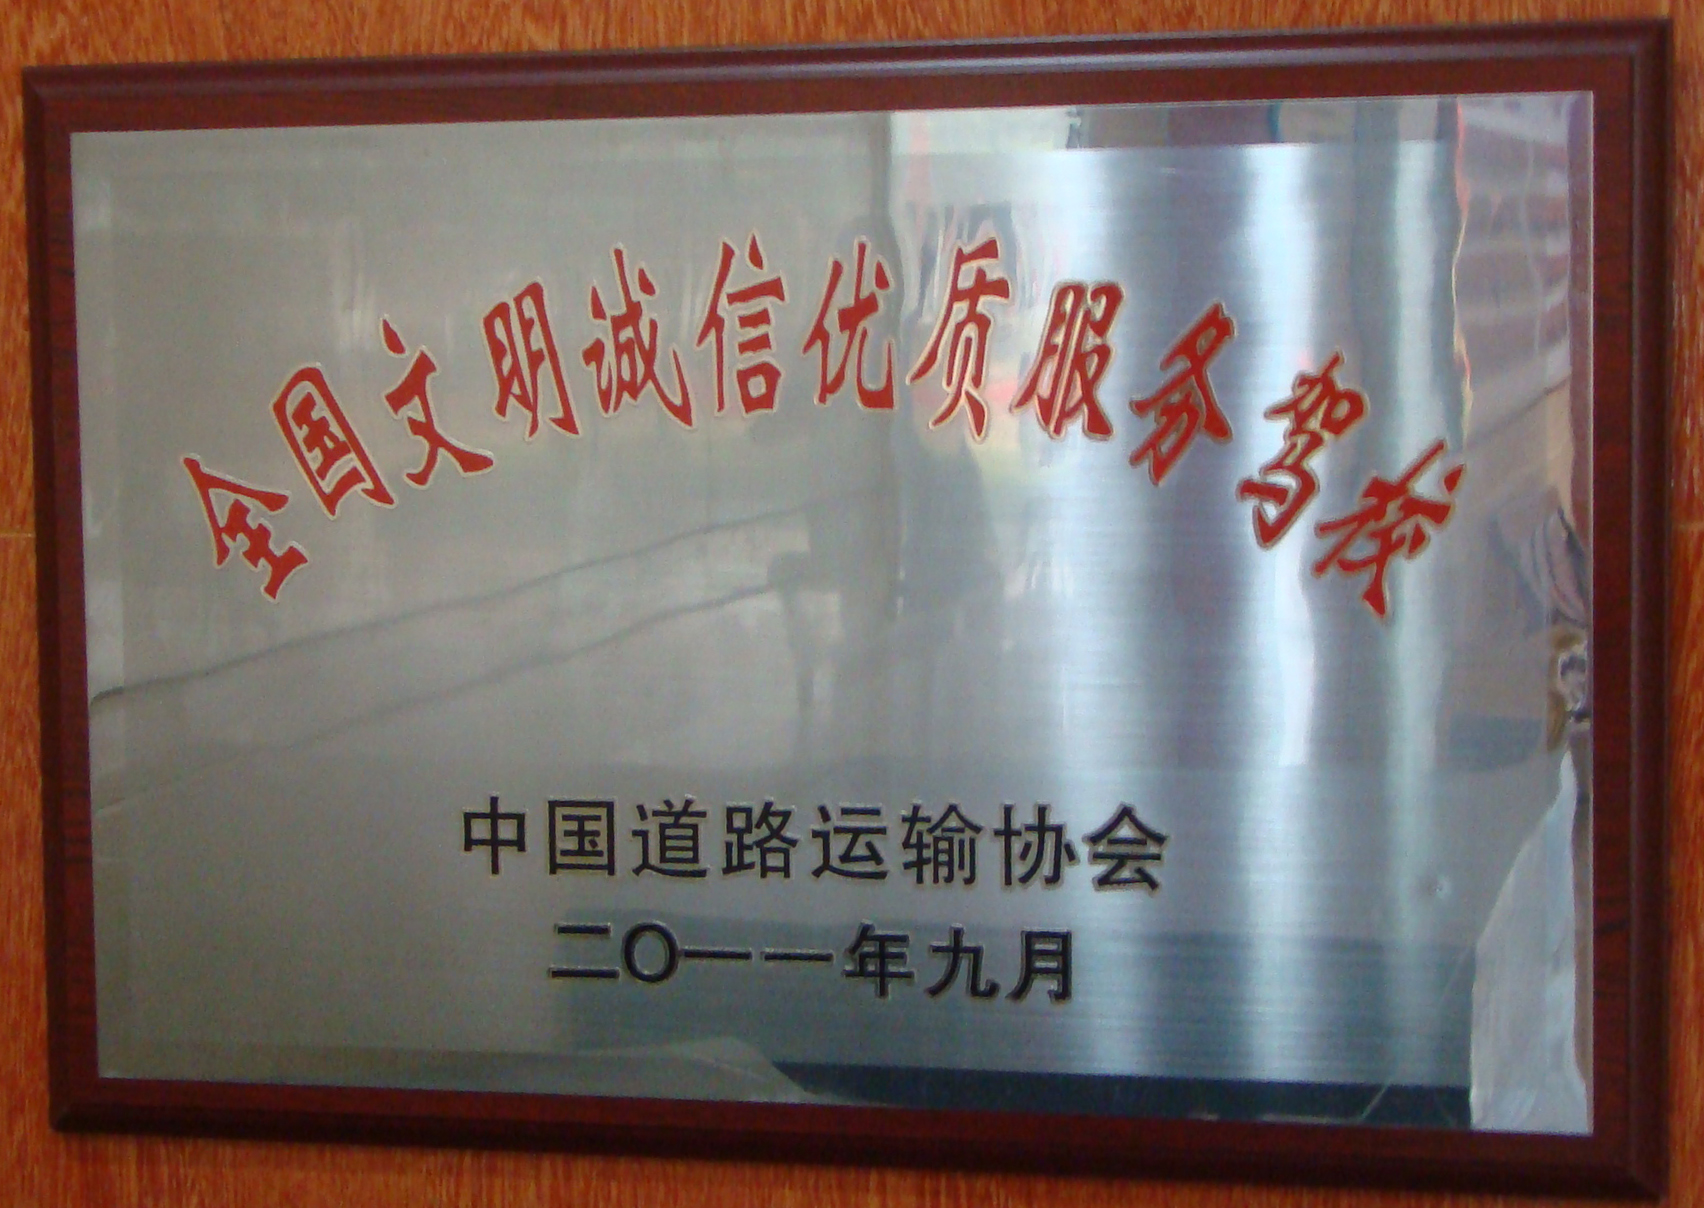 全国文明诚信优质服务驾校
中国道路运输协会
二〇一一年九月